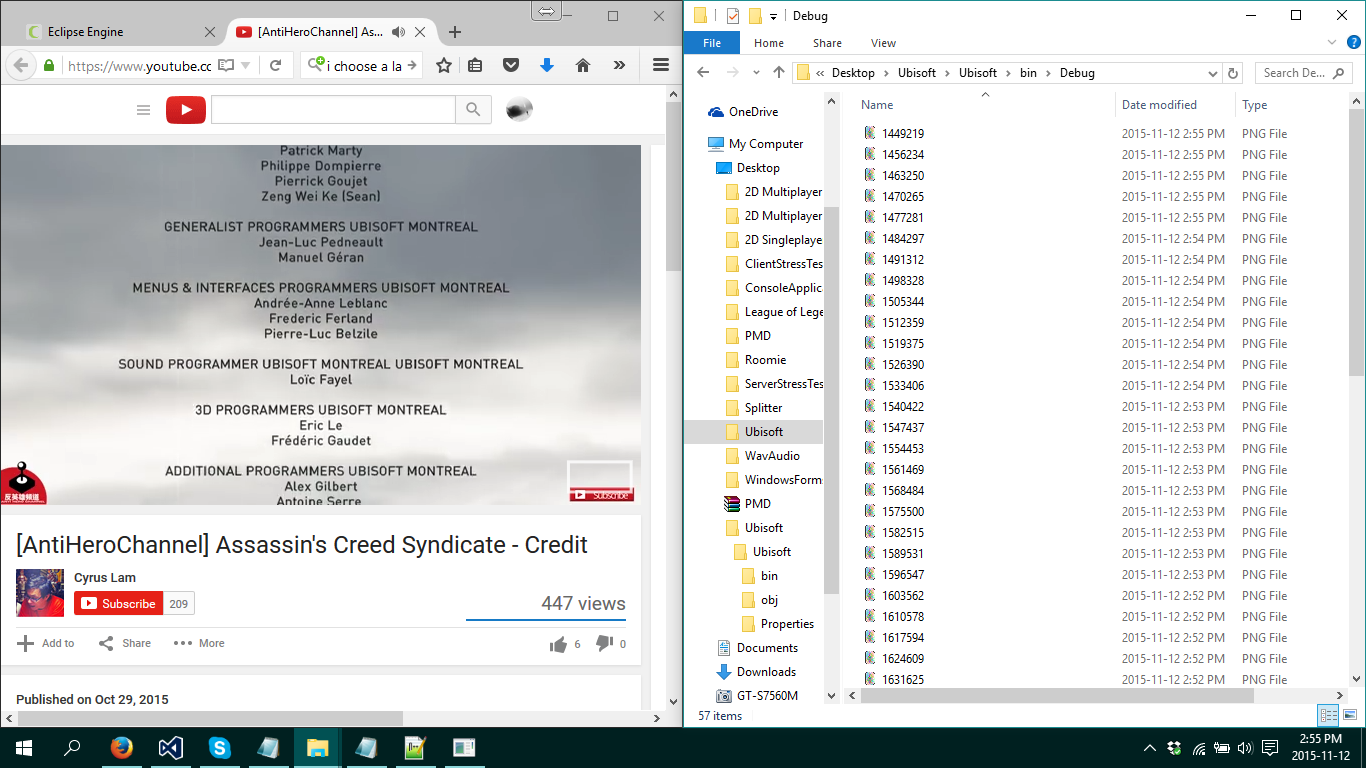 Eclipse Engine
[AntiHeroChannel] As...
https://www.youtube.cc
i choose a la
Patrick Marty
Philippe Dompierre
Pierrick Goujet
Zeng Wei Ke (Sean)
GENERALIST PROGRAMMERS UBISOFT MONTREAL
Jean-Luc Pedneault
Manuel Géran
MENUS & INTERFACES PROGRAMMERS UBISOFT MONTREAL
Andrée-Anne Leblanc
Frederic Ferland
Pierre-Luc Belzile
SOUND PROGRAMMER UBISOFT MONTREAL UBISOFT MONTREAL
Loïc Fayel
3D PROGRAMMERS UBISOFT MONTREAL
Eric Le
Frédéric Gaudet
ADDITIONAL PROGRAMMERS UBISOFT MONTREAL
Alex Gilbert
Antoine Serre
反英雄頻道
Subscribe
[AntiHeroChannel] Assassin's Creed Syndicate - Credit
Cyrus Lam
Subscribe 209
447 views
Add to Share More 6 0
Published on Oct 29, 2015
Debug
File Home Share View
« Desktop › Ubisoft › Ubisoft › bin › Debug
Search De...
OneDrive
My Computer
Desktop
2D Multiplayer
2D Multiplayer
2D Singleplaye
ClientStressTes
ConsoleApplic
League of Lege
PMD
Roomie
ServerStressTes
Splitter
Ubisoft
WavAudio
WindowsForm
PMD
Ubisoft
Ubisoft
bin
obj
Properties
Documents
Downloads
GT-S7560M
Name Date modified Type
1449219 2015-11-12 2:55 PM PNG File
1456234 2015-11-12 2:55 PM PNG File
1463250 2015-11-12 2:55 PM PNG File
1470265 2015-11-12 2:55 PM PNG File
1477281 2015-11-12 2:55 PM PNG File
1484297 2015-11-12 2:54 PM PNG File
1491312 2015-11-12 2:54 PM PNG File
1498328 2015-11-12 2:54 PM PNG File
1505344 2015-11-12 2:54 PM PNG File
1512359 2015-11-12 2:54 PM PNG File
1519375 2015-11-12 2:54 PM PNG File
1526390 2015-11-12 2:54 PM PNG File
1533406 2015-11-12 2:54 PM PNG File
1540422 2015-11-12 2:53 PM PNG File
1547437 2015-11-12 2:53 PM PNG File
1554453 2015-11-12 2:53 PM PNG File
1561469 2015-11-12 2:53 PM PNG File
1568484 2015-11-12 2:53 PM PNG File
1575500 2015-11-12 2:53 PM PNG File
1582515 2015-11-12 2:53 PM PNG File
1589531 2015-11-12 2:53 PM PNG File
1596547 2015-11-12 2:53 PM PNG File
1603562 2015-11-12 2:52 PM PNG File
1610578 2015-11-12 2:52 PM PNG File
1617594 2015-11-12 2:52 PM PNG File
1624609 2015-11-12 2:52 PM PNG File
1631625 2015-11-12 2:52 PM PNG File
57 items
2:55 PM
2015-11-12